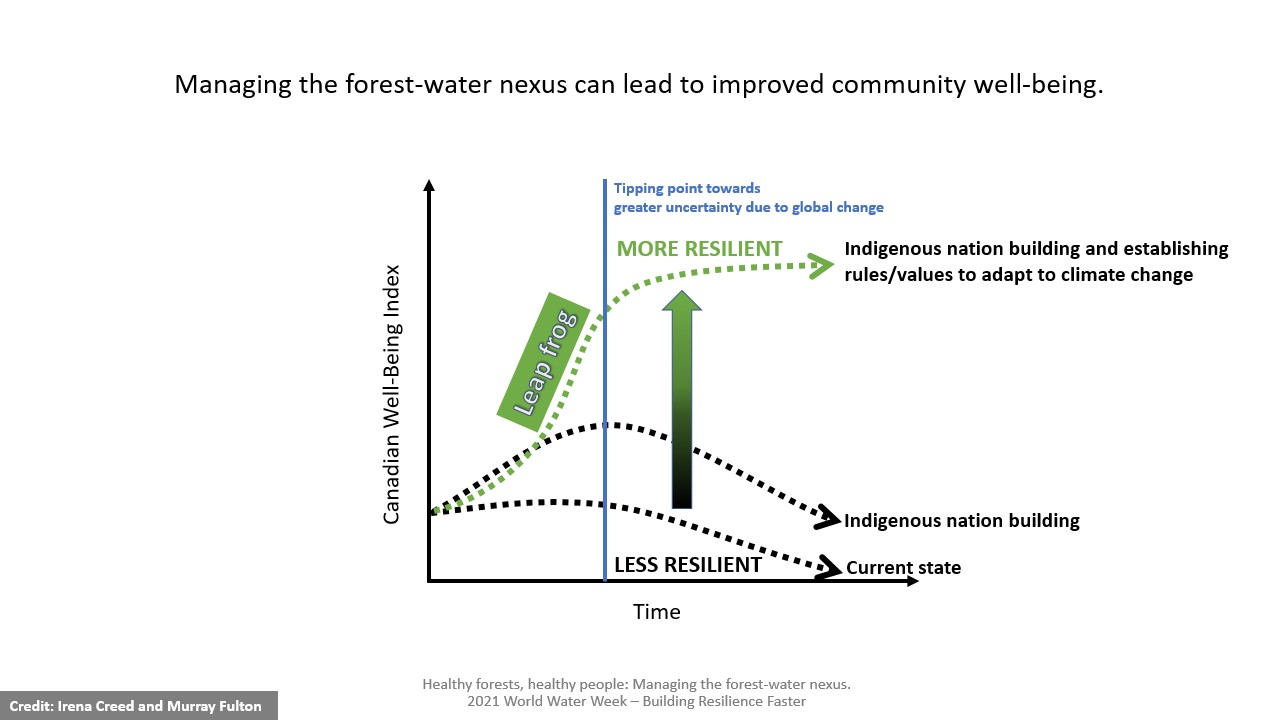 Managing the forest-water nexus can lead to improved community well-being.
Tipping point towards
greater uncertainty due to global change
MORE RESILIENT
Indigenous nation building and establishing
rules/values to adapt to climate change
Canadian Well-Being Index
Leap frog
Indigenous nation building
LESS RESILIENT
Current state
Time
Healthy forests, healthy people: Managing the forest-water nexus.
2021 World Water Week – Building Resilience Faster
Credit: Irena Creed and Murray Fulton